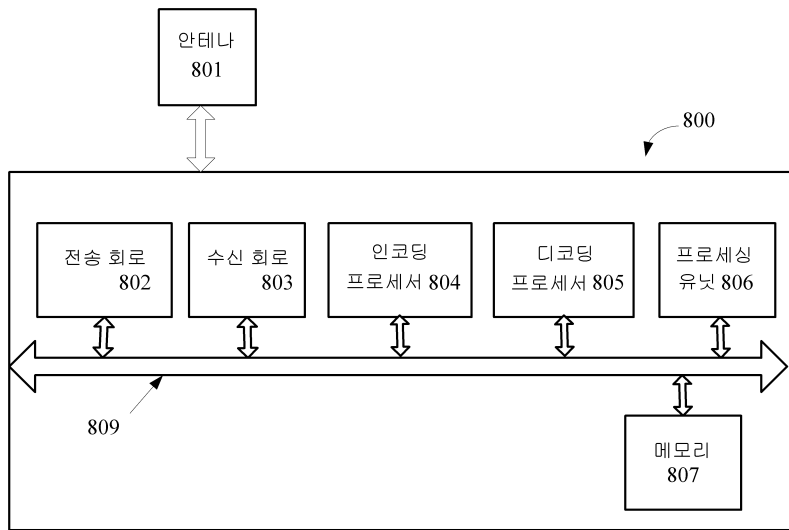 안테나
801
800
전송 회로
802
수신 회로
803
인코딩
프로세서 804
디코딩
프로세서 805
프로세싱
유닛 806
809
메모리
807